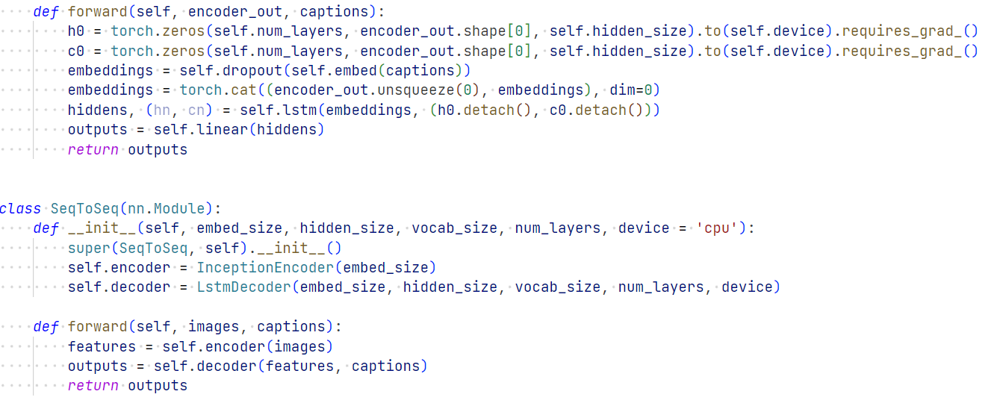 def forward(self, encoder_out, captions):
        h0 = torch.zeros(self.num_layers, encoder_out.shape[0], self.hidden_size).to(self.device).requires_grad_()
        c0 = torch.zeros(self.num_layers, encoder_out.shape[0], self.hidden_size).to(self.device).requires_grad_()
        embeddings = self.dropout(self.embed(captions))
        embeddings = torch.cat((encoder_out.unsqueeze(0), embeddings), dim=0)
        hiddens, (hn, cn) = self.lstm(embeddings, (h0.detach(), c0.detach()))
        outputs = self.linear(hiddens)
        return outputs

class SeqToSeq(nn.Module):
    def __init__(self, embed_size, hidden_size, vocab_size, num_layers, device = 'cpu'):
        super(SeqToSeq, self).__init__()
        self.encoder = InceptionEncoder(embed_size)
        self.decoder = LstmDecoder(embed_size, hidden_size, vocab_size, num_layers, device)

    def forward(self, images, captions):
        features = self.encoder(images)
        outputs = self.decoder(features, captions)
        return outputs